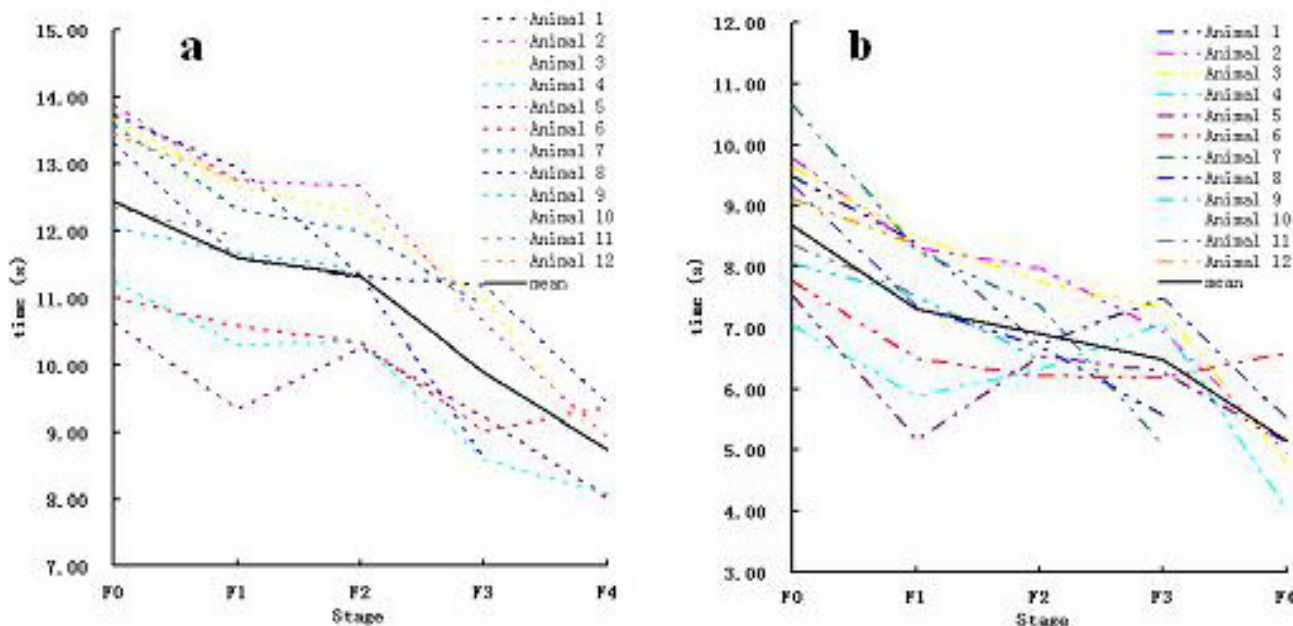 a
15.00
14.00
13.00
12.00
11.00
10.00
9.00
8.00
7.00
time (s)
F0 F1 F2 F3 F4
Stage
Animal 1
Animal 2
Animal 3
Animal 4
Animal 5
Animal 6
Animal 7
Animal 8
Animal 9
Animal 10
Animal 11
Animal 12
mean
b
12.00
11.00
10.00
9.00
8.00
7.00
6.00
5.00
4.00
3.00
time (s)
F0 F1 F2 F3 F4
Stage
Animal 1
Animal 2
Animal 3
Animal 4
Animal 5
Animal 6
Animal 7
Animal 8
Animal 9
Animal 10
Animal 11
Animal 12
mean